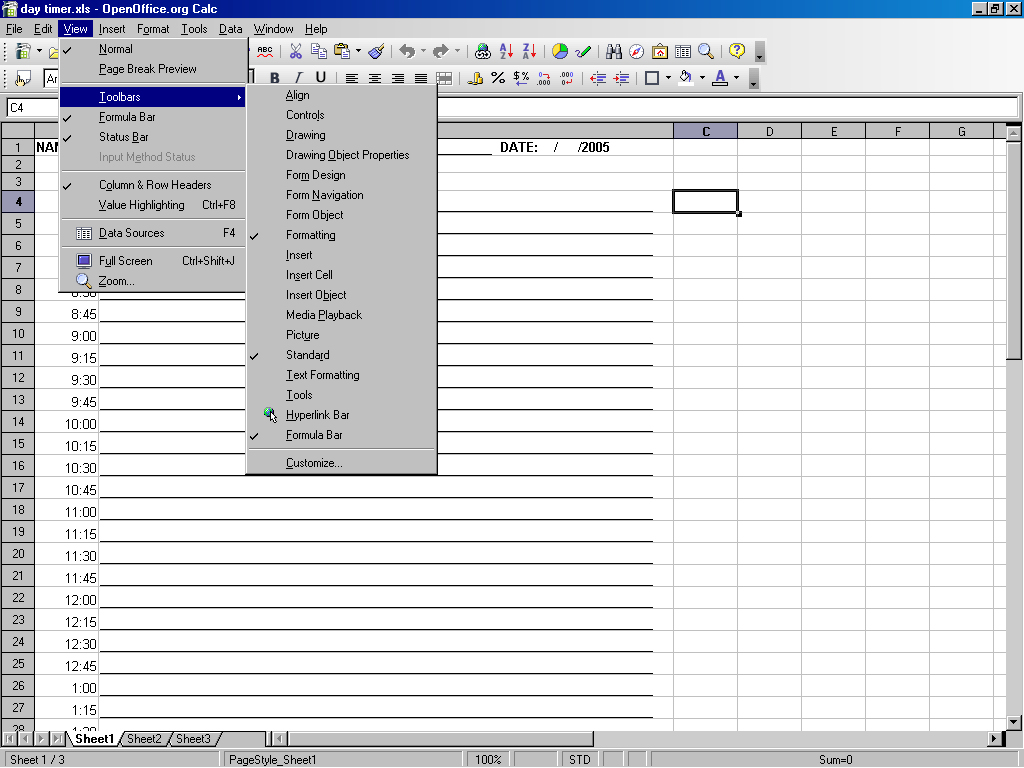 day timer.xls - OpenOffice.org Calc
File Edit View Insert Format Tools Data Window Help
Normal
Page Break Preview
Toolbars
Formula Bar
Status Bar
Input Method Status
Column & Row Headers
Value Highlighting Ctrl+F8
Data Sources F4
Full Screen Ctrl+Shift+J
Zoom...
Align
Controls
Drawing
Drawing Object Properties
Form Design
Form Navigation
Form Object
Formatting
Insert
Insert Cell
Insert Object
Media Playback
Picture
Standard
Text Formatting
Tools
Hyperlink Bar
Formula Bar
Customize...
ABC
B I U
C4
C D E F G
1 DATE: / /2005
2
3
4
5
6
7
8
9 8:45
10 9:00
11 9:15
12 9:30
13 9:45
14 10:00
15 10:15
16 10:30
17 10:45
18 11:00
19 11:15
20 11:30
21 11:45
22 12:00
23 12:15
24 12:30
25 12:45
26 1:00
27 1:15
28
Sheet1 Sheet2 Sheet3
Sheet 1 / 3 PageStyle_Sheet1 100% STD Sum=0